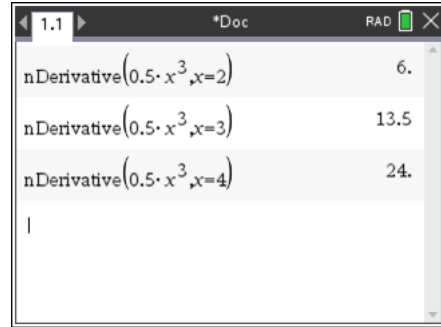 1.1 *Doc RAD
nDerivative(0.5·x³,x=2) 6.
nDerivative(0.5·x³,x=3) 13.5
nDerivative(0.5·x³,x=4) 24.